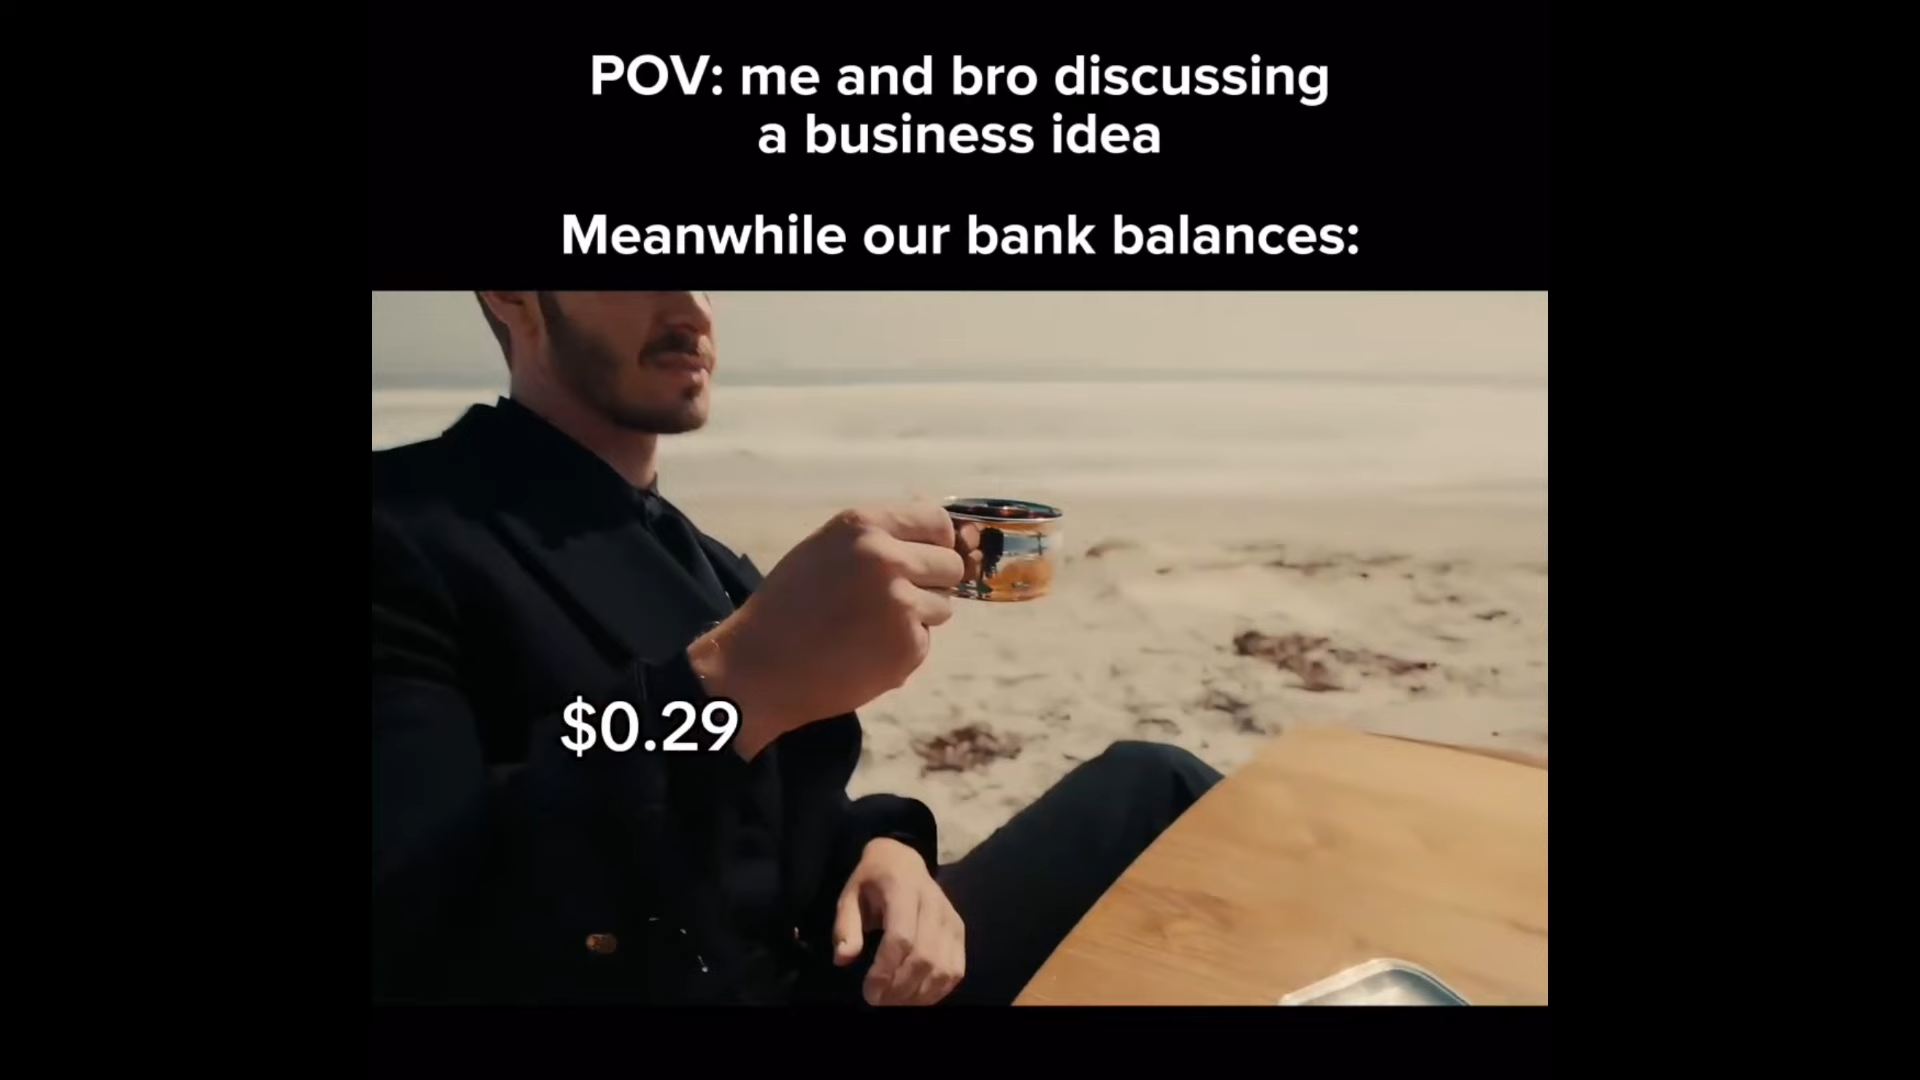 POV: me and bro discussing
a business idea
Meanwhile our bank balances:
$0.29